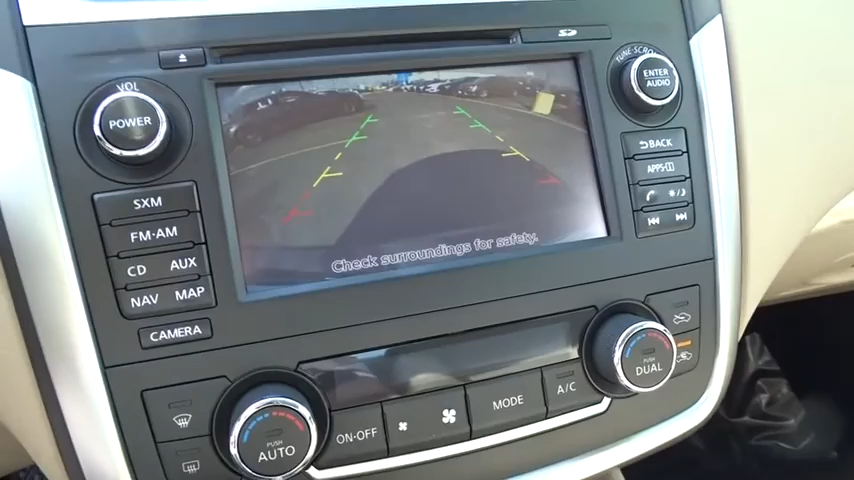 SD
VOL
POWER
TUNE·SCROLL
ENTER
AUDIO
SXM
FM·AM
CD AUX
NAV MAP
CAMERA
BACK
APPS·
Check surroundings for safety.
PUSH
AUTO
ON·OFF
MODE
A/C
PUSH
DUAL